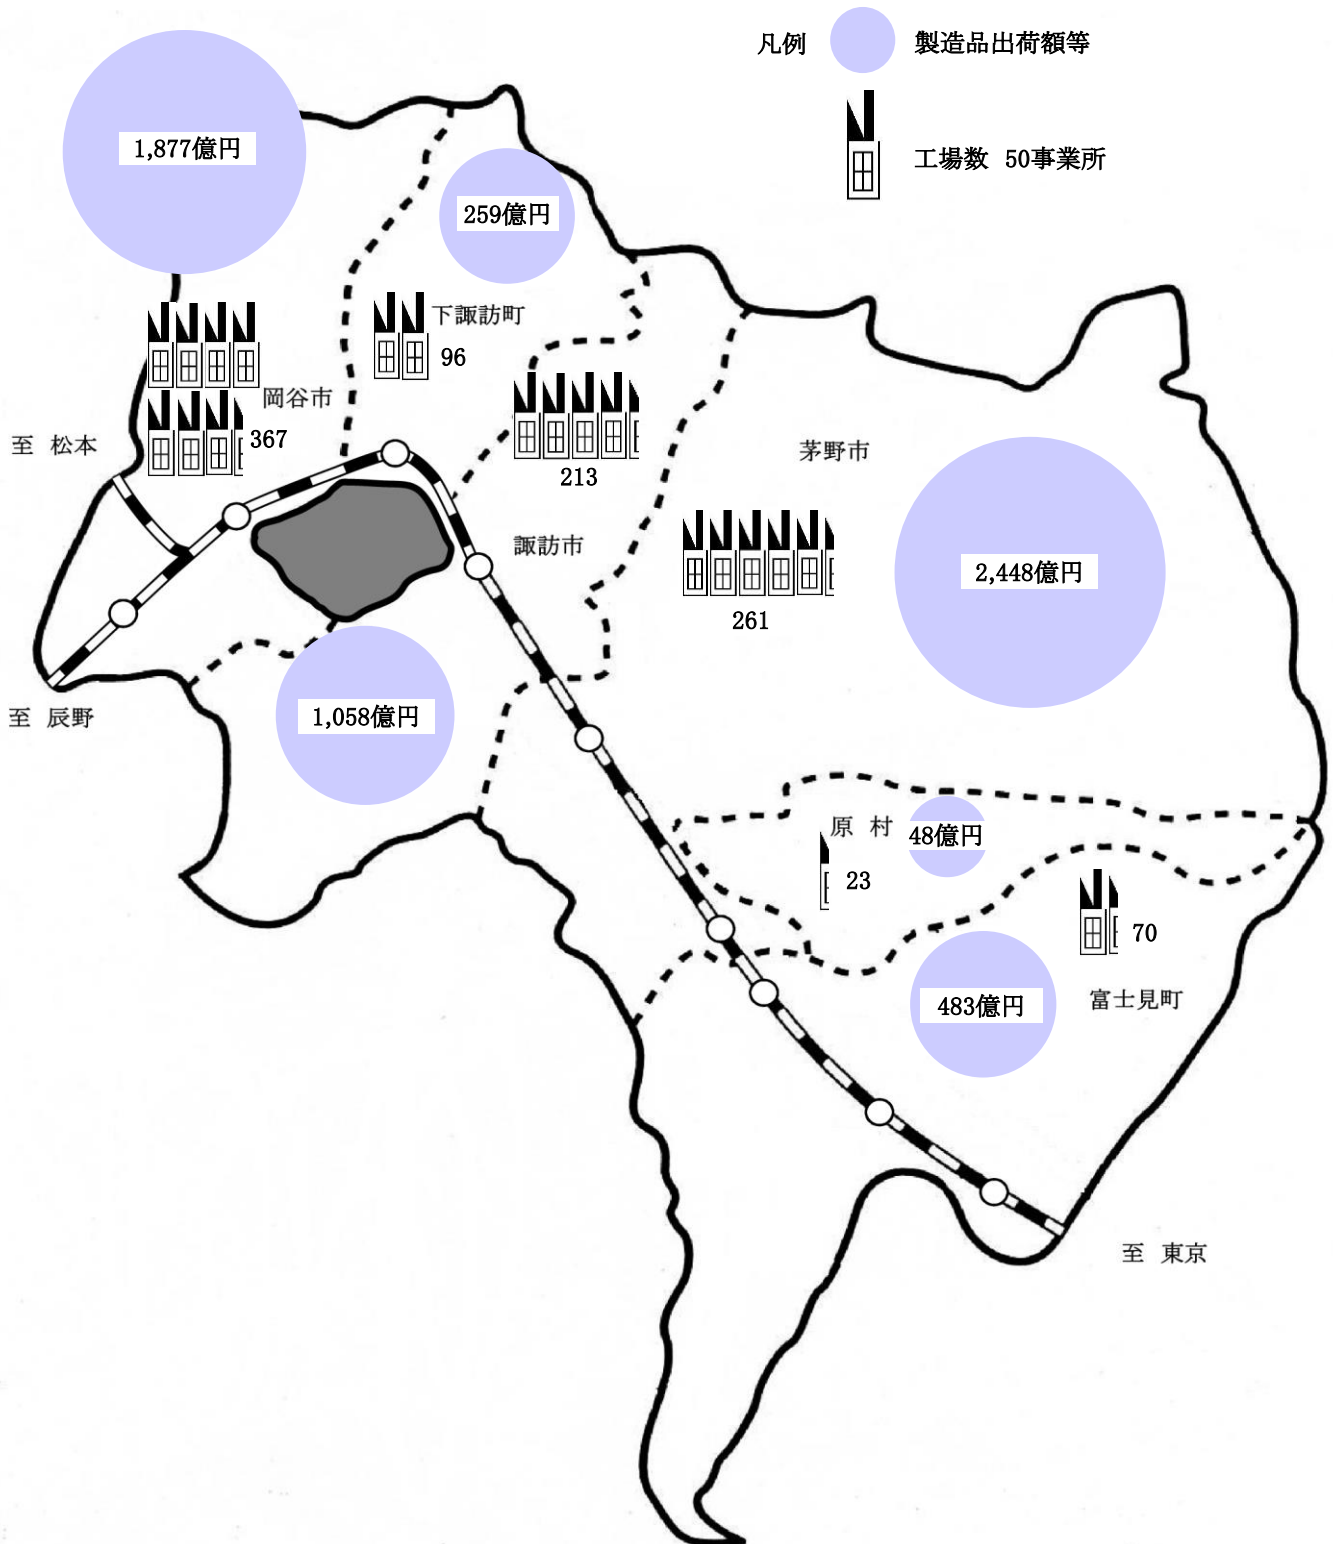 凡例 製造品出荷額等
工場数 50事業所
1,877億円
259億円
下諏訪町
96
岡谷市
367
至 松本
213
諏訪市
茅野市
261
2,448億円
至 辰野
1,058億円
原 村
48億円
23
70
483億円
富士見町
至 東京